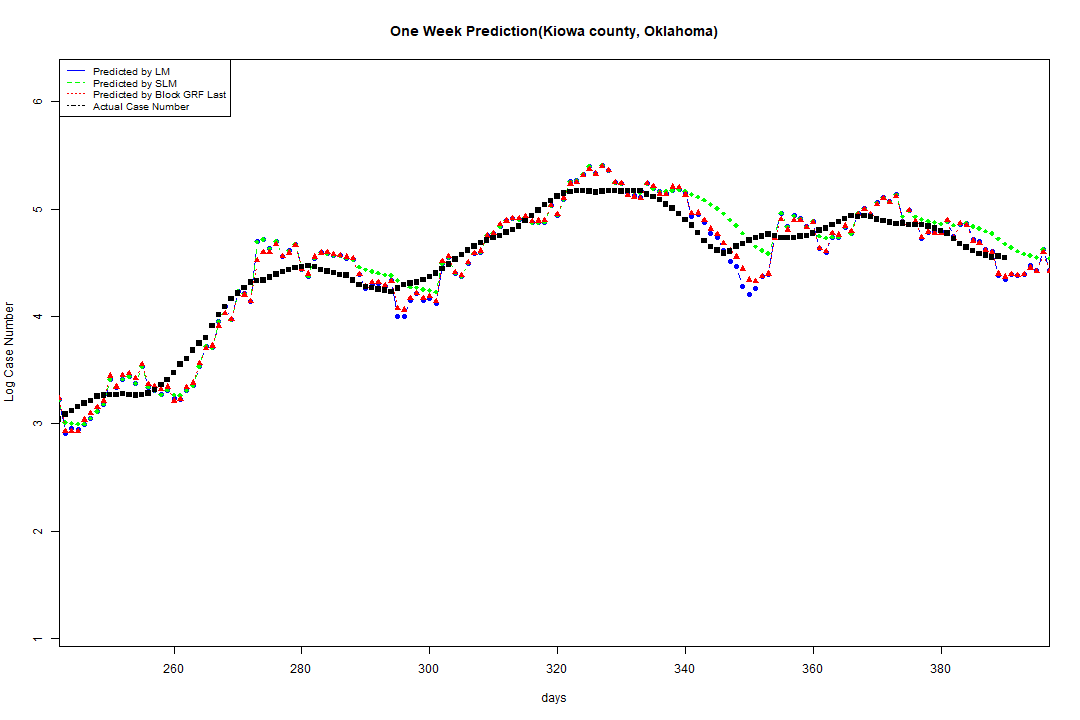 One Week Prediction(Kiowa county, Oklahoma)
Predicted by LM
Predicted by SLM
Predicted by Block GRF Last
Actual Case Number
6
5
4
3
2
1
Log Case Number
260 280 300 320 340 360 380
days